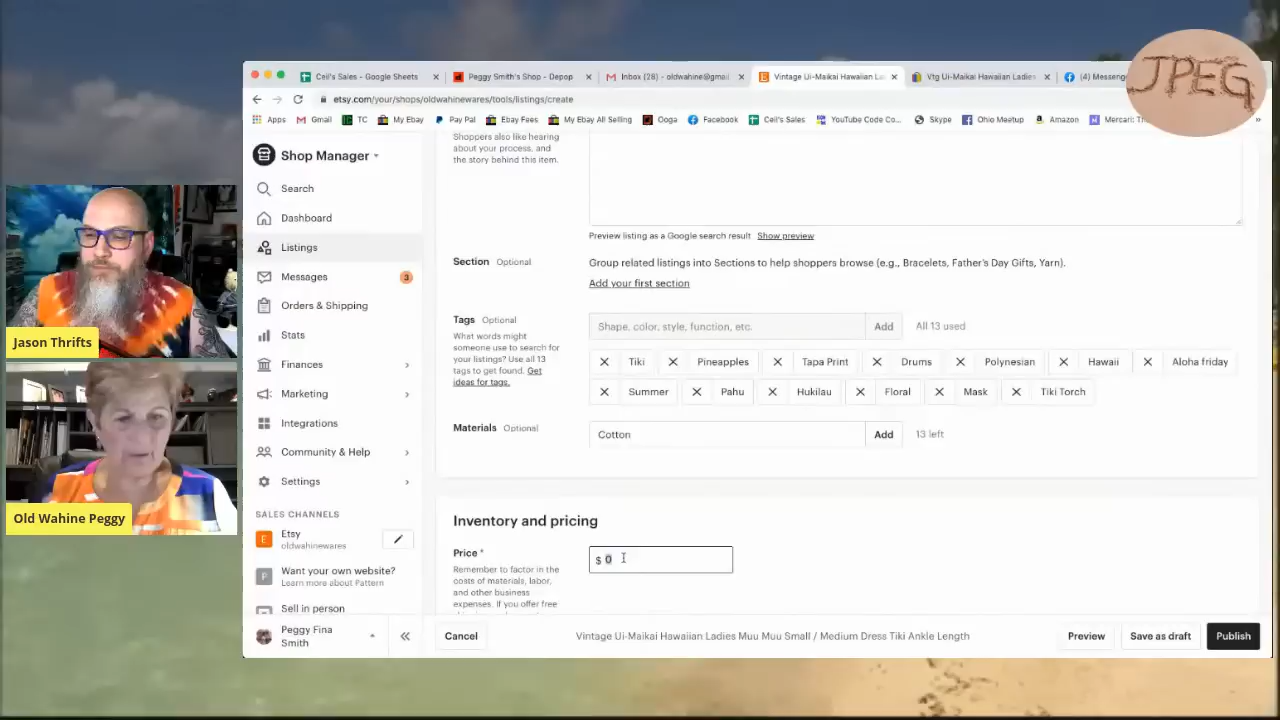 JPEG
Ceil's Sales - Google Sheets
Peggy Smith's Shop - Depop
Inbox (28) - oldwahine@gmai
Vintage Ui-Maikai Hawaiian La
Vtg Ui-Maikai Hawaiian Ladies
(4) Messeng
etsy.com/your/shops/oldwahinewares/tools/listings/create
Apps Gmail TC My Ebay Pay Pal Ebay Fees My Ebay All Selling Ooga Facebook Ceil's Sales YouTube Code Co... Skype Ohio Meetup Amazon Mercari: Th
Shop Manager
Search
Dashboard
Listings
Messages 3
Orders & Shipping
Stats
Finances
Marketing
Integrations
Community & Help
Settings
SALES CHANNELS
E Etsy
oldwahinewares
P Want your own website?
Learn more about Pattern
Sell in person
Peggy Fina
Smith
Shoppers also like hearing
about your process, and
the story behind this item.
Preview listing as a Google search result Show preview
Section Optional
Group related listings into Sections to help shoppers browse (e.g., Bracelets, Father's Day Gifts, Yarn).
Add your first section
Tags Optional
What words might
someone use to search for
your listings? Use all 13
tags to get found. Get
ideas for tags.
Shape, color, style, function, etc. Add All 13 used
Tiki Pineapples Tapa Print Drums Polynesian Hawaii Aloha friday
Summer Pahu Hukilau Floral Mask Tiki Torch
Materials Optional
Cotton Add 13 left
Inventory and pricing
Price *
Remember to factor in the
costs of materials, labor,
and other business
expenses. If you offer free
$ 0
Cancel
Vintage Ui-Maikai Hawaiian Ladies Muu Muu Small / Medium Dress Tiki Ankle Length
Preview
Save as draft
Publish
Jason Thrifts
Old Wahine Peggy